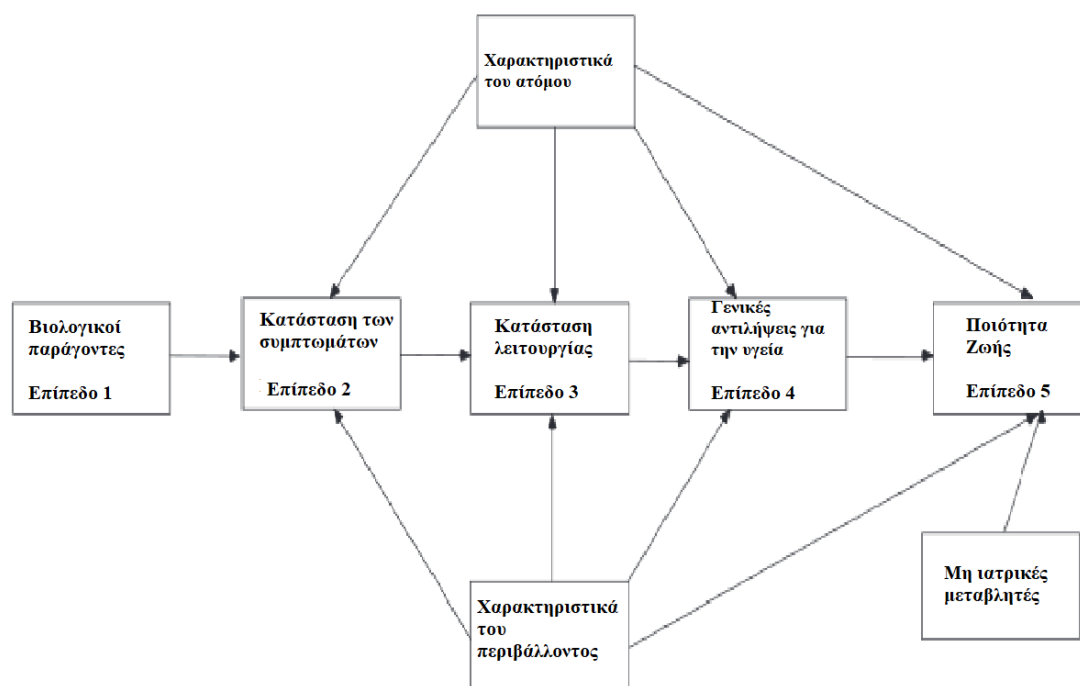 Χαρακτηριστικά
του ατόμου
Βιολογικοί
παράγοντες
Επίπεδο 1
Κατάσταση των
συμπτωμάτων
Επίπεδο 2
Κατάσταση
λειτουργίας
Επίπεδο 3
Γενικές
αντιλήψεις για
την υγεία
Επίπεδο 4
Ποιότητα
Ζωής
Επίπεδο 5
Χαρακτηριστικά
του
περιβάλλοντος
Μη ιατρικές
μεταβλητές